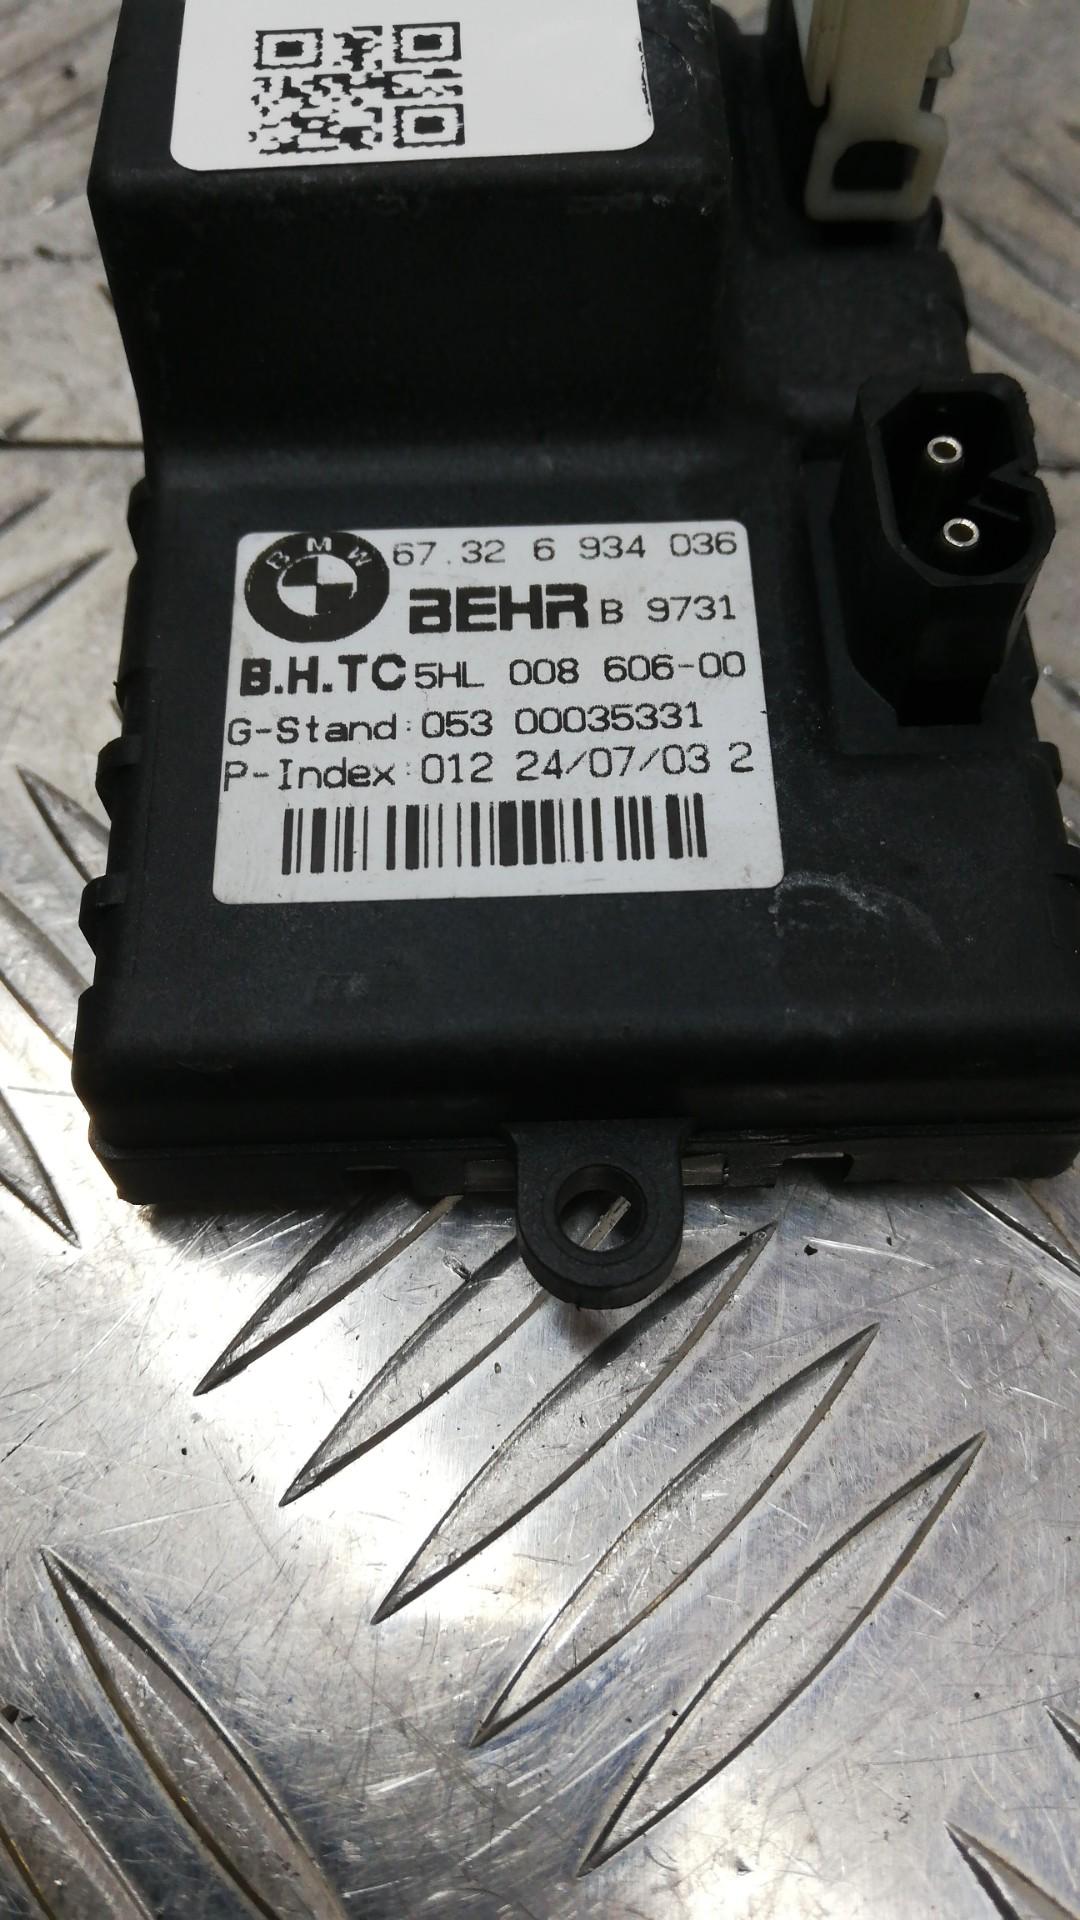 BMW 67.32 6 934 036
BEHR B 9731
B.H.TC 5HL 008 606-00
G-Stand: 053 00035331
P-Index: 012 24/07/03 2